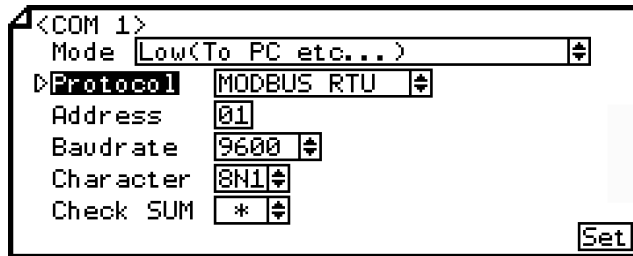 <COM 1>
Mode Low(To PC etc...)
Protocol MODBUS RTU
Address 01
Baudrate 9600
Character 8N1
Check SUM *
Set